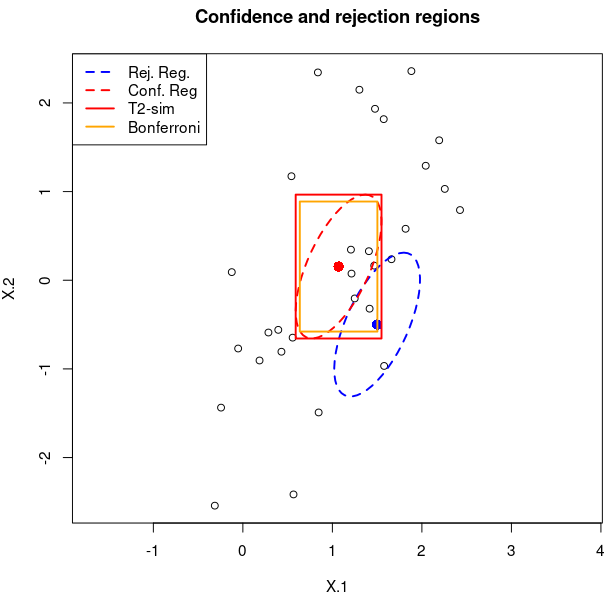 Confidence and rejection regions
Rej. Reg.
Conf. Reg
T2-sim
Bonferroni
2
1
0
-1
-2
X.2
-1 0 1 2 3 4
X.1